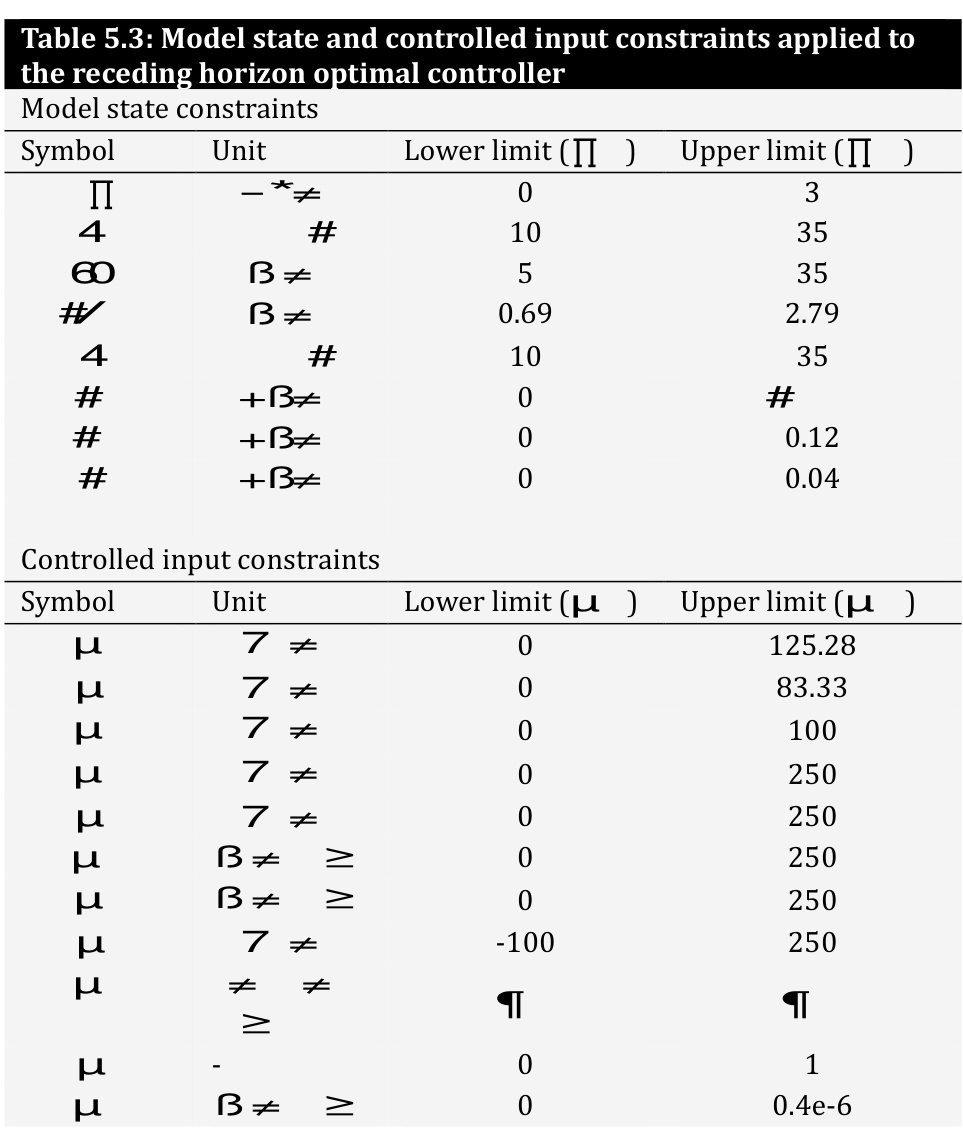 Table 5.3: Model state and controlled input constraints applied to
the receding horizon optimal controller
Model state constraints
Symbol Unit Lower limit (∏ ) Upper limit (∏ )
∏ −*≠ 0 3
4 # 10 35
60 ß ≠ 5 35
#/ ß ≠ 0.69 2.79
4 # 10 35
# +ß≠ 0 #
# +ß≠ 0 0.12
# +ß≠ 0 0.04
Controlled input constraints
Symbol Unit Lower limit (µ ) Upper limit (µ )
µ 7 ≠ 0 125.28
µ 7 ≠ 0 83.33
µ 7 ≠ 0 100
µ 7 ≠ 0 250
µ 7 ≠ 0 250
µ ß ≠ ≥ 0 250
µ ß ≠ ≥ 0 250
µ 7 ≠ -100 250
µ ≠ ≠ ¶ ¶
≥
µ - 0 1
µ ß ≠ ≥ 0 0.4e-6